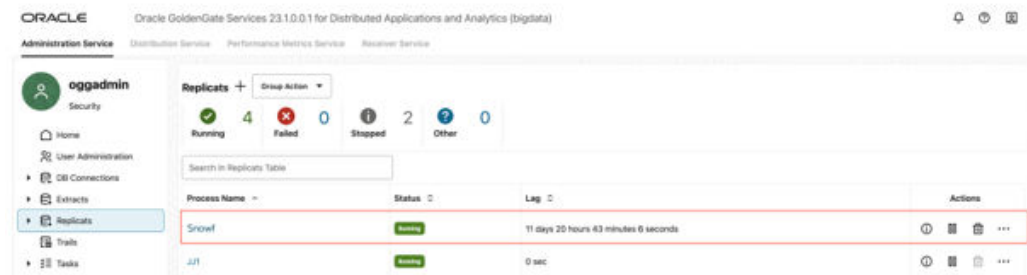 ORACLE Oracle GoldenGate Services 23.1.0.0.1 for Distributed Applications and Analytics (bigdata)
Administration Service Distribution Service Performance Metrics Service Receiver Service
oggadmin
Security
Home
User Administration
DB Connections
Extracts
Replicats
Trails
Tasks
Replicats Group Action
4 0 2 0
Running Failed Stopped Other
Search in Replicats Table
Process Name Status Lag Actions
Snowf Running 11 days 20 hours 43 minutes 6 seconds
JJ1 Running 0 sec